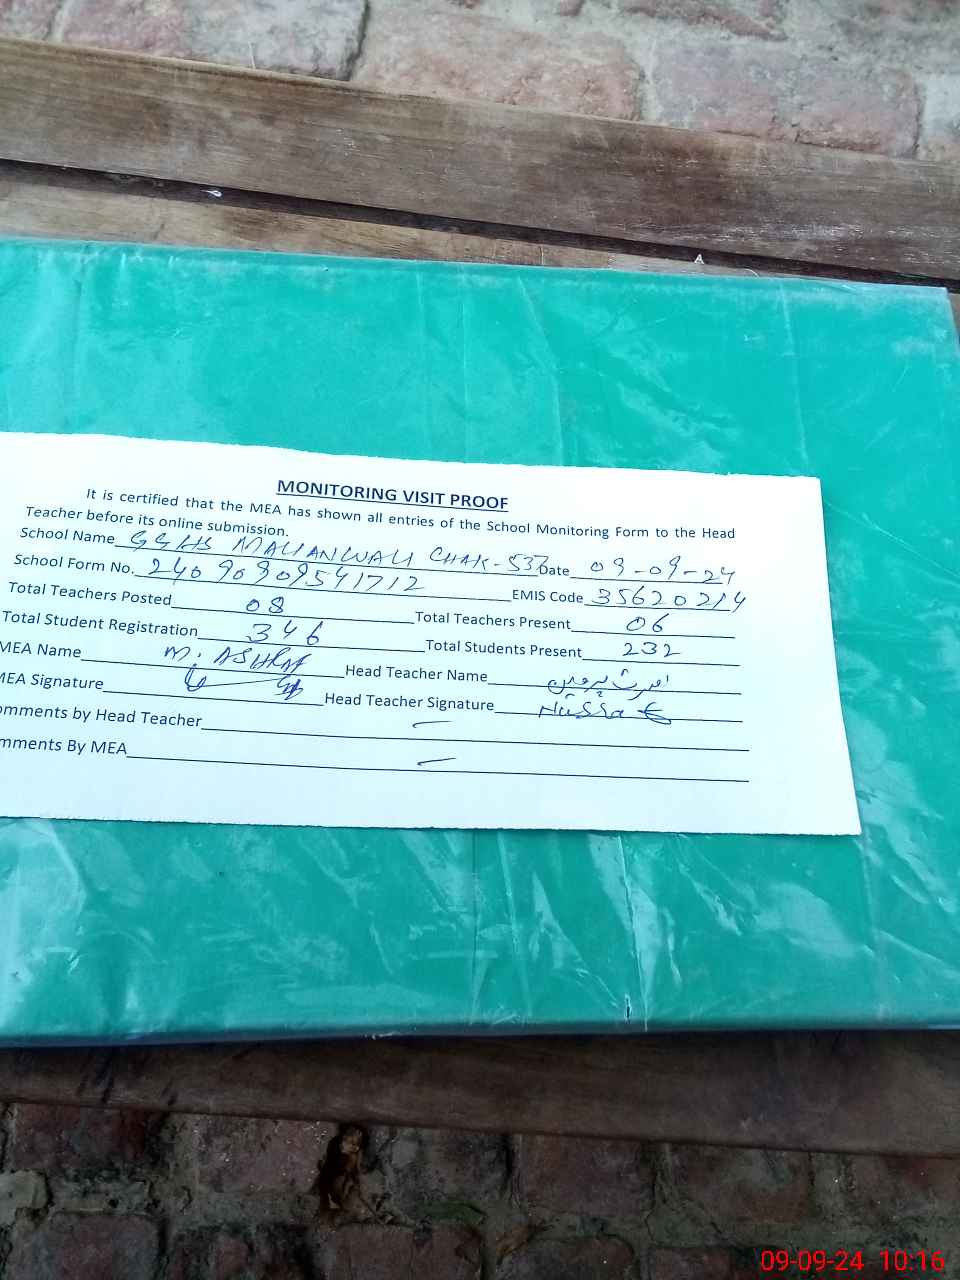 MONITORING VISIT PROOF
It is certified that the MEA has shown all entries of the School Monitoring Form to the Head
Teacher before its online submission.
School Name GGHS MALIANWALI CHAK-536 Date 09-09-24
School Form No. 24090909541712 EMIS Code 35620214
Total Teachers Posted 08 Total Teachers Present 06
Total Student Registration 346 Total Students Present 232
MEA Name M. ASHRAF Head Teacher Name
MEA Signature Head Teacher Signature
omments by Head Teacher
mments By MEA
09-09-24 10:16